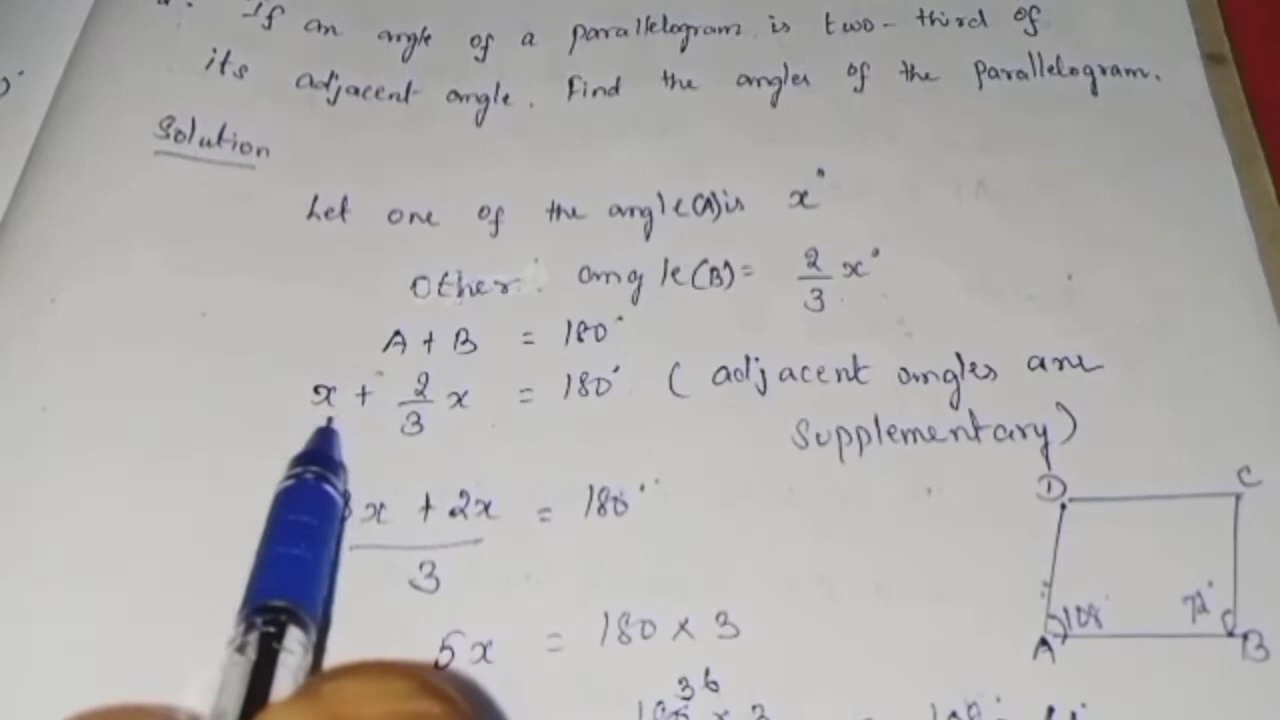 If an angle of a parallelogram is two-third of
its adjacent angle. Find the angles of the parallelogram.
Solution
Let one of the angle(A) is x°
Other angle(B) = 2/3 x°
A + B = 180°
x + 2/3 x = 180° ( adjacent angles are
supplementary)
3x + 2x / 3 = 180°
5x = 180 × 3
36
D C
108° 72°
A B